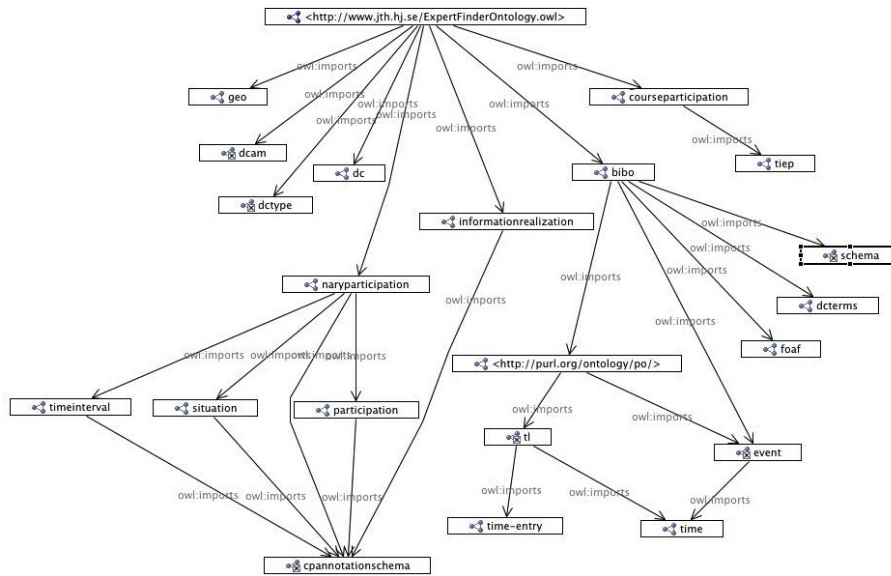 <http://www.jth.hj.se/ExpertFinderOntology.owl>
owl:imports
owl:imports
owl:imports
owl:imports
owl:imports
owl:imports
owl:imports
owl:imports
geo
courseparticipation
owl:imports
dcam
dc
bibo
tiep
dctype
informationrealization
owl:imports
owl:imports
owl:imports
owl:imports
owl:imports
schema
naryparticipation
owl:imports
dcterms
owl:imports
owl:imports
owl:imports
owl:imports
foaf
<http://purl.org/ontology/po/>
timeinterval
situation
participation
owl:imports
owl:imports
tl
event
owl:imports
owl:imports
owl:imports
owl:imports
owl:imports
owl:imports
time-entry
time
cpannotationschema